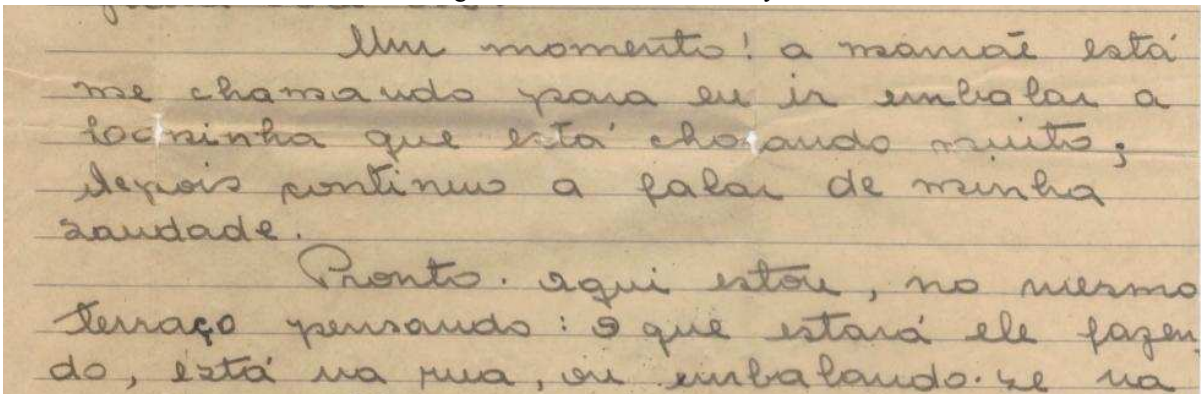 Um momento! a mamãe está
me chamando para eu ir embalar a
que está chorando muito;
depois continuo a falar de minha
saudade.
Pronto. Aqui estou, no mesmo
terraço pensando: O que estará ele fazen
do, está na rua, ou embalando-se na